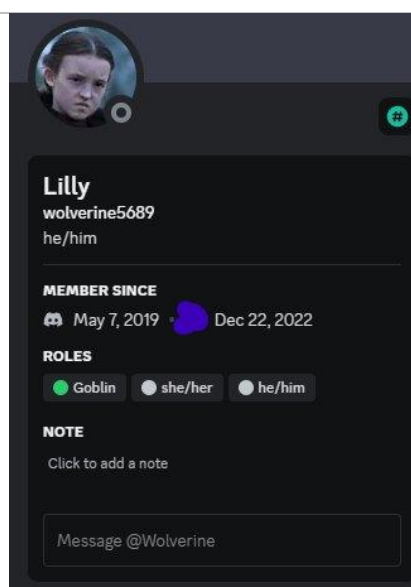 #
Lilly
wolverine5689
he/him
MEMBER SINCE
May 7, 2019 • Dec 22, 2022
ROLES
Goblin she/her he/him
NOTE
Click to add a note
Message @Wolverine